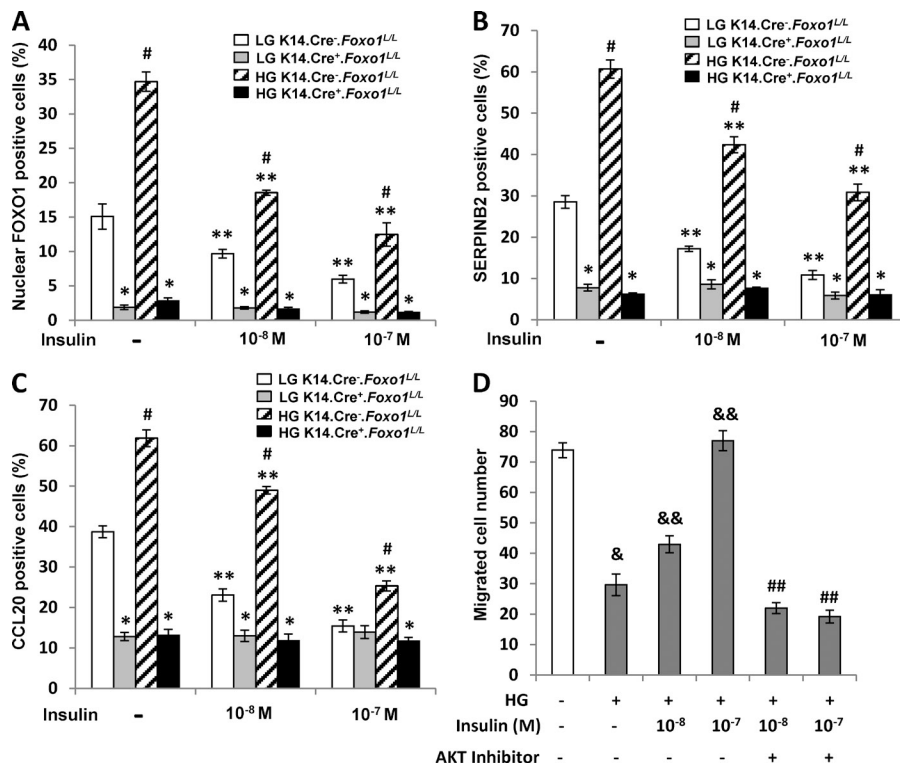 A
LG K14.Cre⁻.Foxo1ᴸ/ᴸ
LG K14.Cre⁺.Foxo1ᴸ/ᴸ
HG K14.Cre⁻.Foxo1ᴸ/ᴸ
HG K14.Cre⁺.Foxo1ᴸ/ᴸ
Nuclear FOXO1 positive cells (%)
40
35
30
25
20
15
10
5
0
# 
* *
** * # ** *
** * # ** *
Insulin - 10⁻⁸ M 10⁻⁷ M
B
LG K14.Cre⁻.Foxo1ᴸ/ᴸ
LG K14.Cre⁺.Foxo1ᴸ/ᴸ
HG K14.Cre⁻.Foxo1ᴸ/ᴸ
HG K14.Cre⁺.Foxo1ᴸ/ᴸ
SERPINB2 positive cells (%)
70
60
50
40
30
20
10
0
#
* *
** * # ** *
** * # ** *
Insulin - 10⁻⁸ M 10⁻⁷ M
C
LG K14.Cre⁻.Foxo1ᴸ/ᴸ
LG K14.Cre⁺.Foxo1ᴸ/ᴸ
HG K14.Cre⁻.Foxo1ᴸ/ᴸ
HG K14.Cre⁺.Foxo1ᴸ/ᴸ
CCL20 positive cells (%)
70
60
50
40
30
20
10
0
#
* *
** * # ** *
** # ** *
Insulin - 10⁻⁸ M 10⁻⁷ M
D
Migrated cell number
90
80
70
60
50
40
30
20
10
0
& && && ## ##
HG - + + + + +
Insulin (M) - - 10⁻⁸ 10⁻⁷ 10⁻⁸ 10⁻⁷
AKT Inhibitor - - - - + +